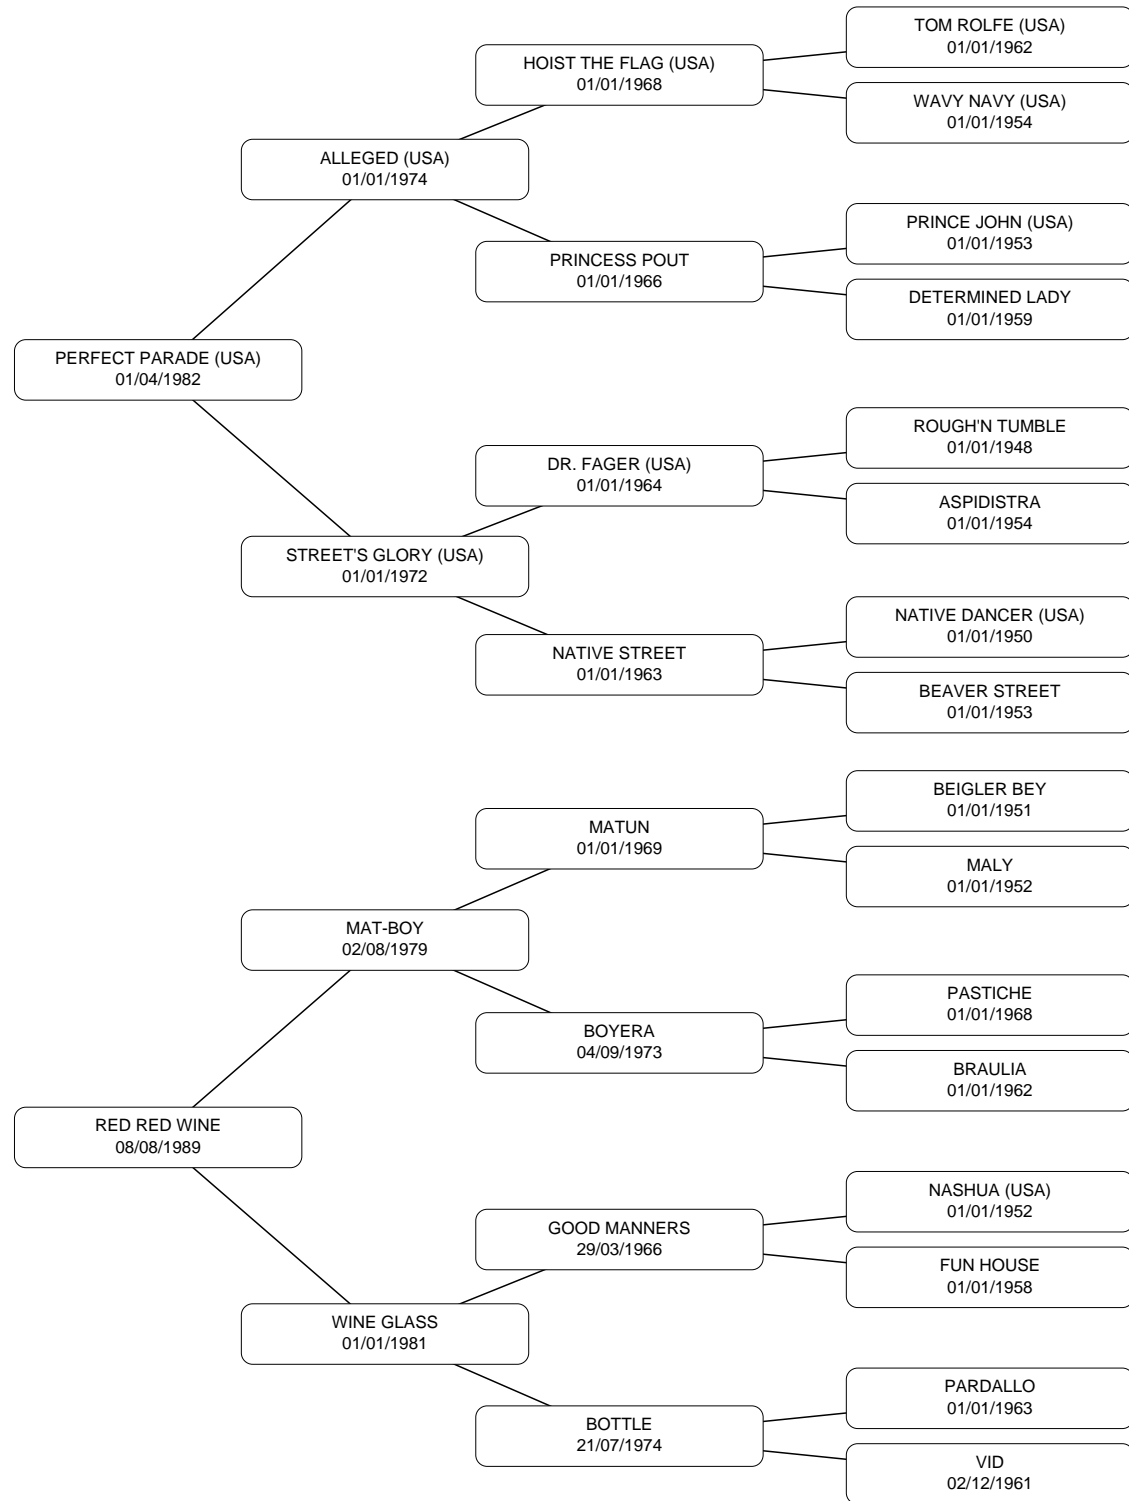 TOM ROLFE (USA)
01/01/1962
HOIST THE FLAG (USA)
01/01/1968
WAVY NAVY (USA)
01/01/1954
ALLEGED (USA)
01/01/1974
PRINCE JOHN (USA)
01/01/1953
PRINCESS POUT
01/01/1966
DETERMINED LADY
01/01/1959
PERFECT PARADE (USA)
01/04/1982
ROUGH'N TUMBLE
01/01/1948
DR. FAGER (USA)
01/01/1964
ASPIDISTRA
01/01/1954
STREET'S GLORY (USA)
01/01/1972
NATIVE DANCER (USA)
01/01/1950
NATIVE STREET
01/01/1963
BEAVER STREET
01/01/1953
BEIGLER BEY
01/01/1951
MATUN
01/01/1969
MALY
01/01/1952
MAT-BOY
02/08/1979
PASTICHE
01/01/1968
BOYERA
04/09/1973
BRAULIA
01/01/1962
RED RED WINE
08/08/1989
NASHUA (USA)
01/01/1952
GOOD MANNERS
29/03/1966
FUN HOUSE
01/01/1958
WINE GLASS
01/01/1981
PARDALLO
01/01/1963
BOTTLE
21/07/1974
VID
02/12/1961